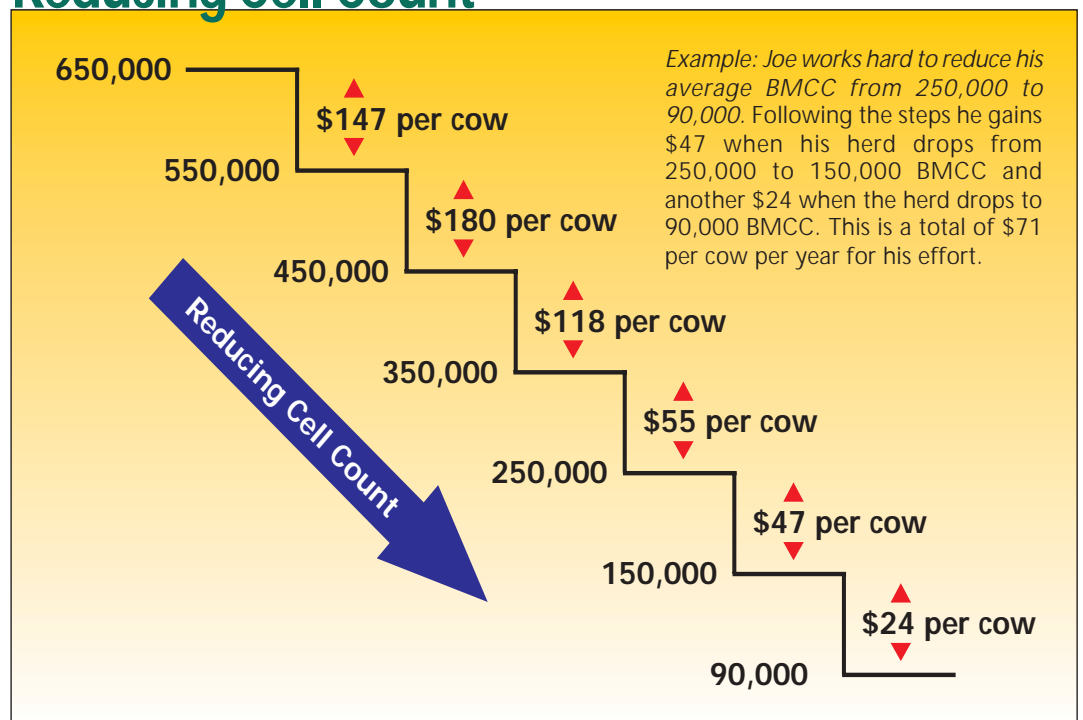 Reducing cell count
650,000
Example: Joe works hard to reduce his
average BMCC from 250,000 to
90,000. Following the steps he gains
$47 when his herd drops from
250,000 to 150,000 BMCC and
another $24 when the herd drops to
90,000 BMCC. This is a total of $71
per cow per year for his effort.
$147 per cow
550,000
$180 per cow
450,000
$118 per cow
350,000
$55 per cow
250,000
$47 per cow
150,000
$24 per cow
90,000
Reducing Cell Count